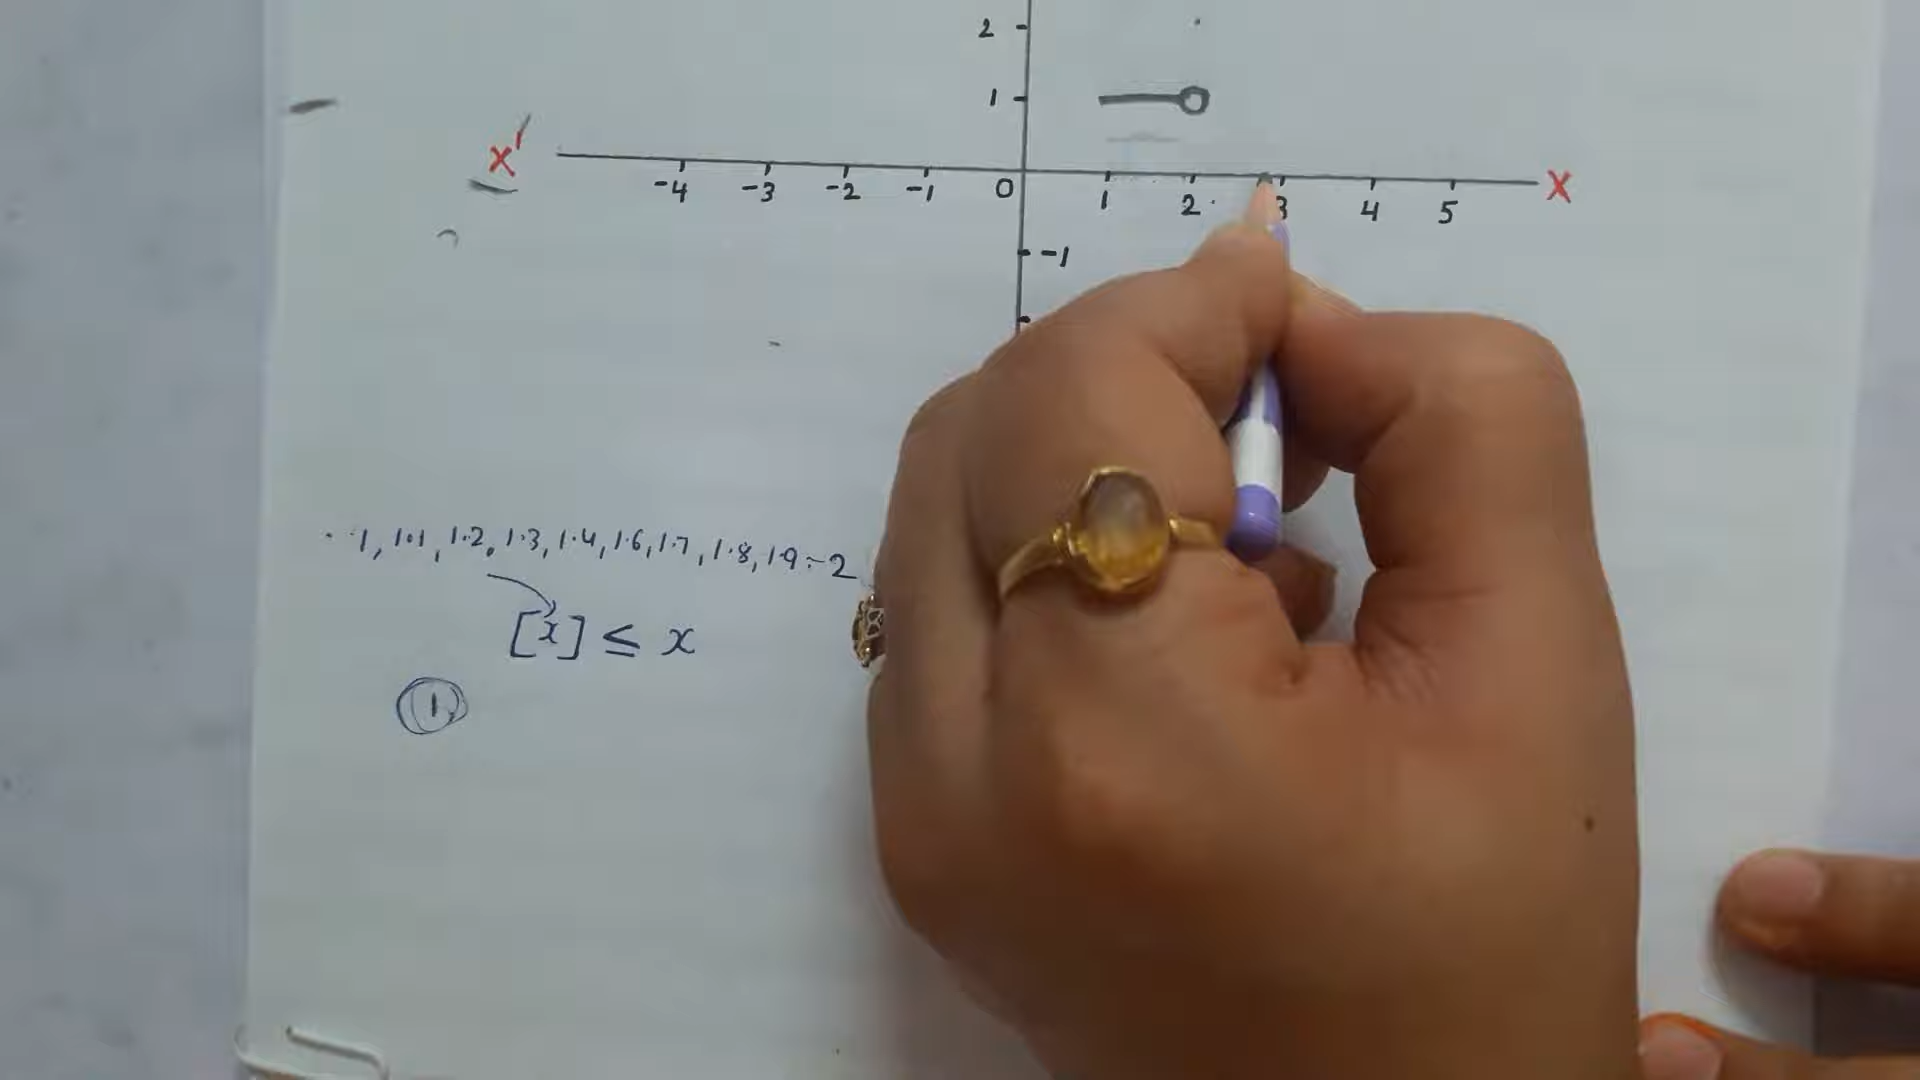 2
1
X'
-4 -3 -2 -1 0 1 2 3 4 5 X
-1
1, 1.1, 1.2, 1.3, 1.4, 1.6, 1.7, 1.8, 1.9 - 2
[x] ≤ x
1